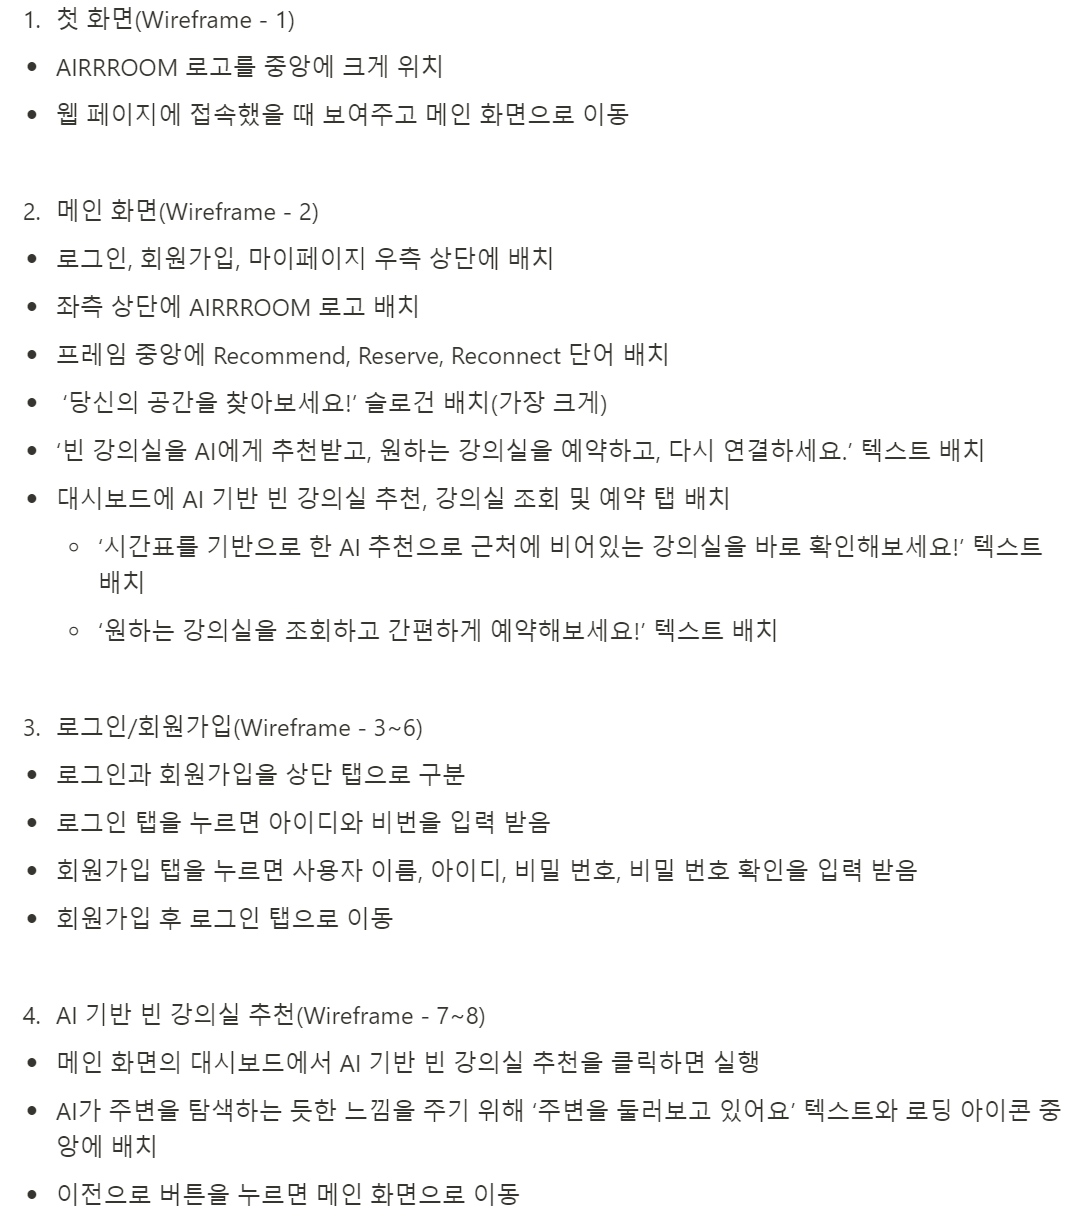 1. 첫 화면(Wireframe - 1)
• AIRRROOM 로고를 중앙에 크게 위치
• 웹 페이지에 접속했을 때 보여주고 메인 화면으로 이동
2. 메인 화면(Wireframe - 2)
• 로그인, 회원가입, 마이페이지 우측 상단에 배치
• 좌측 상단에 AIRRROOM 로고 배치
• 프레임 중앙에 Recommend, Reserve, Reconnect 단어 배치
• ‘당신의 공간을 찾아보세요!’ 슬로건 배치(가장 크게)
• ‘빈 강의실을 AI에게 추천받고, 원하는 강의실을 예약하고, 다시 연결하세요.’ 텍스트 배치
• 대시보드에 AI 기반 빈 강의실 추천, 강의실 조회 및 예약 탭 배치
◦ ‘시간표를 기반으로 한 AI 추천으로 근처에 비어있는 강의실을 바로 확인해보세요!’ 텍스트
배치
◦ ‘원하는 강의실을 조회하고 간편하게 예약해보세요!’ 텍스트 배치
3. 로그인/회원가입(Wireframe - 3~6)
• 로그인과 회원가입을 상단 탭으로 구분
• 로그인 탭을 누르면 아이디와 비번을 입력 받음
• 회원가입 탭을 누르면 사용자 이름, 아이디, 비밀 번호, 비밀 번호 확인을 입력 받음
• 회원가입 후 로그인 탭으로 이동
4. AI 기반 빈 강의실 추천(Wireframe - 7~8)
• 메인 화면의 대시보드에서 AI 기반 빈 강의실 추천을 클릭하면 실행
• AI가 주변을 탐색하는 듯한 느낌을 주기 위해 ‘주변을 둘러보고 있어요’ 텍스트와 로딩 아이콘 중
앙에 배치
• 이전으로 버튼을 누르면 메인 화면으로 이동